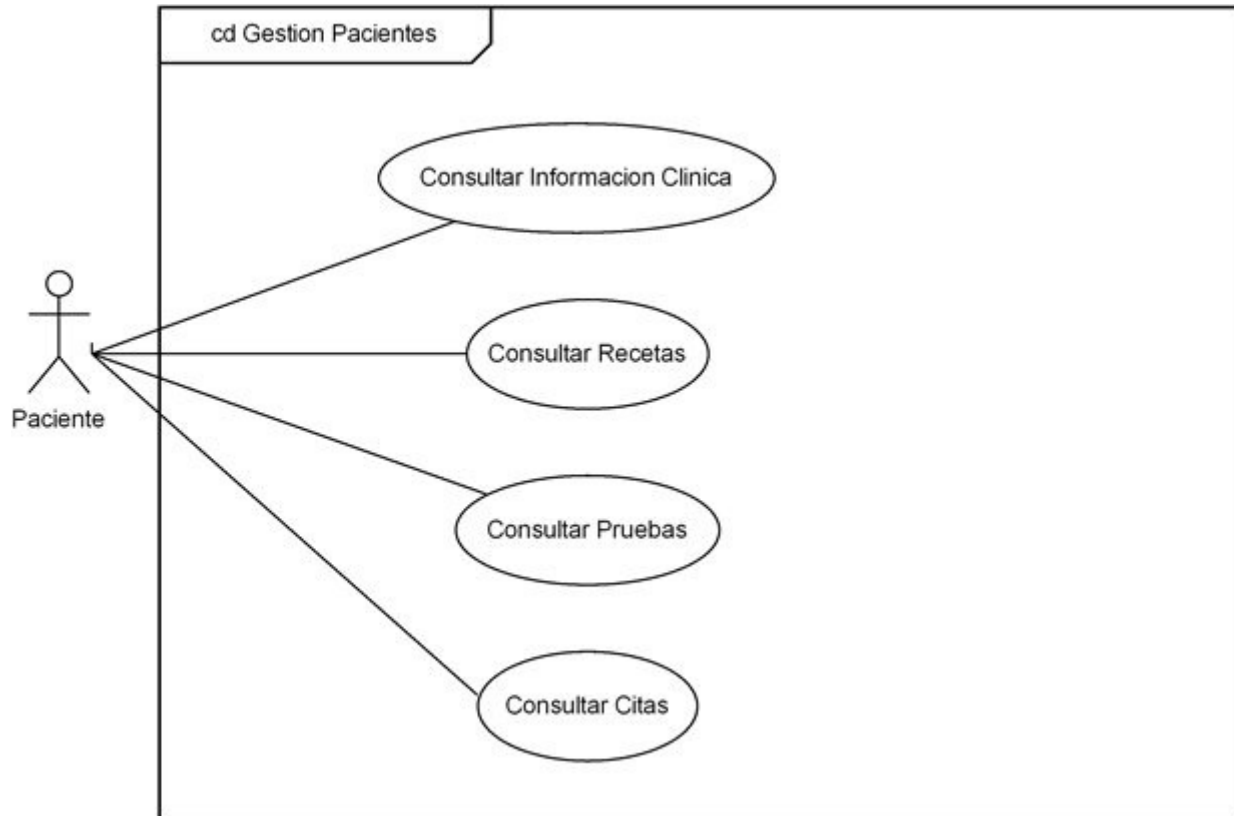 cd Gestion Pacientes
Consultar Informacion Clinica
Consultar Recetas
Paciente
Consultar Pruebas
Consultar Citas